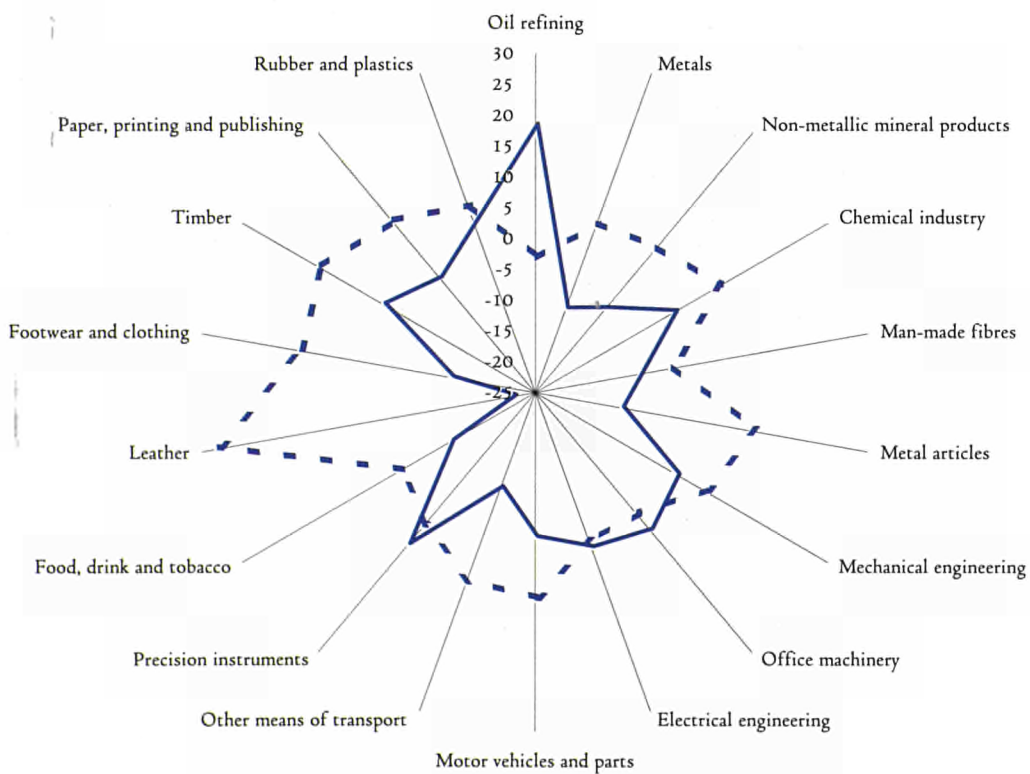 Oil refining
30
25
20
15
10
5
0
-5
-10
-15
-20
-25
Metals
Non-metallic mineral products
Chemical industry
Man-made fibres
Metal articles
Mechanical engineering
Office machinery
Electrical engineering
Motor vehicles and parts
Other means of transport
Precision instruments
Food, drink and tobacco
Leather
Footwear and clothing
Timber
Paper, printing and publishing
Rubber and plastics